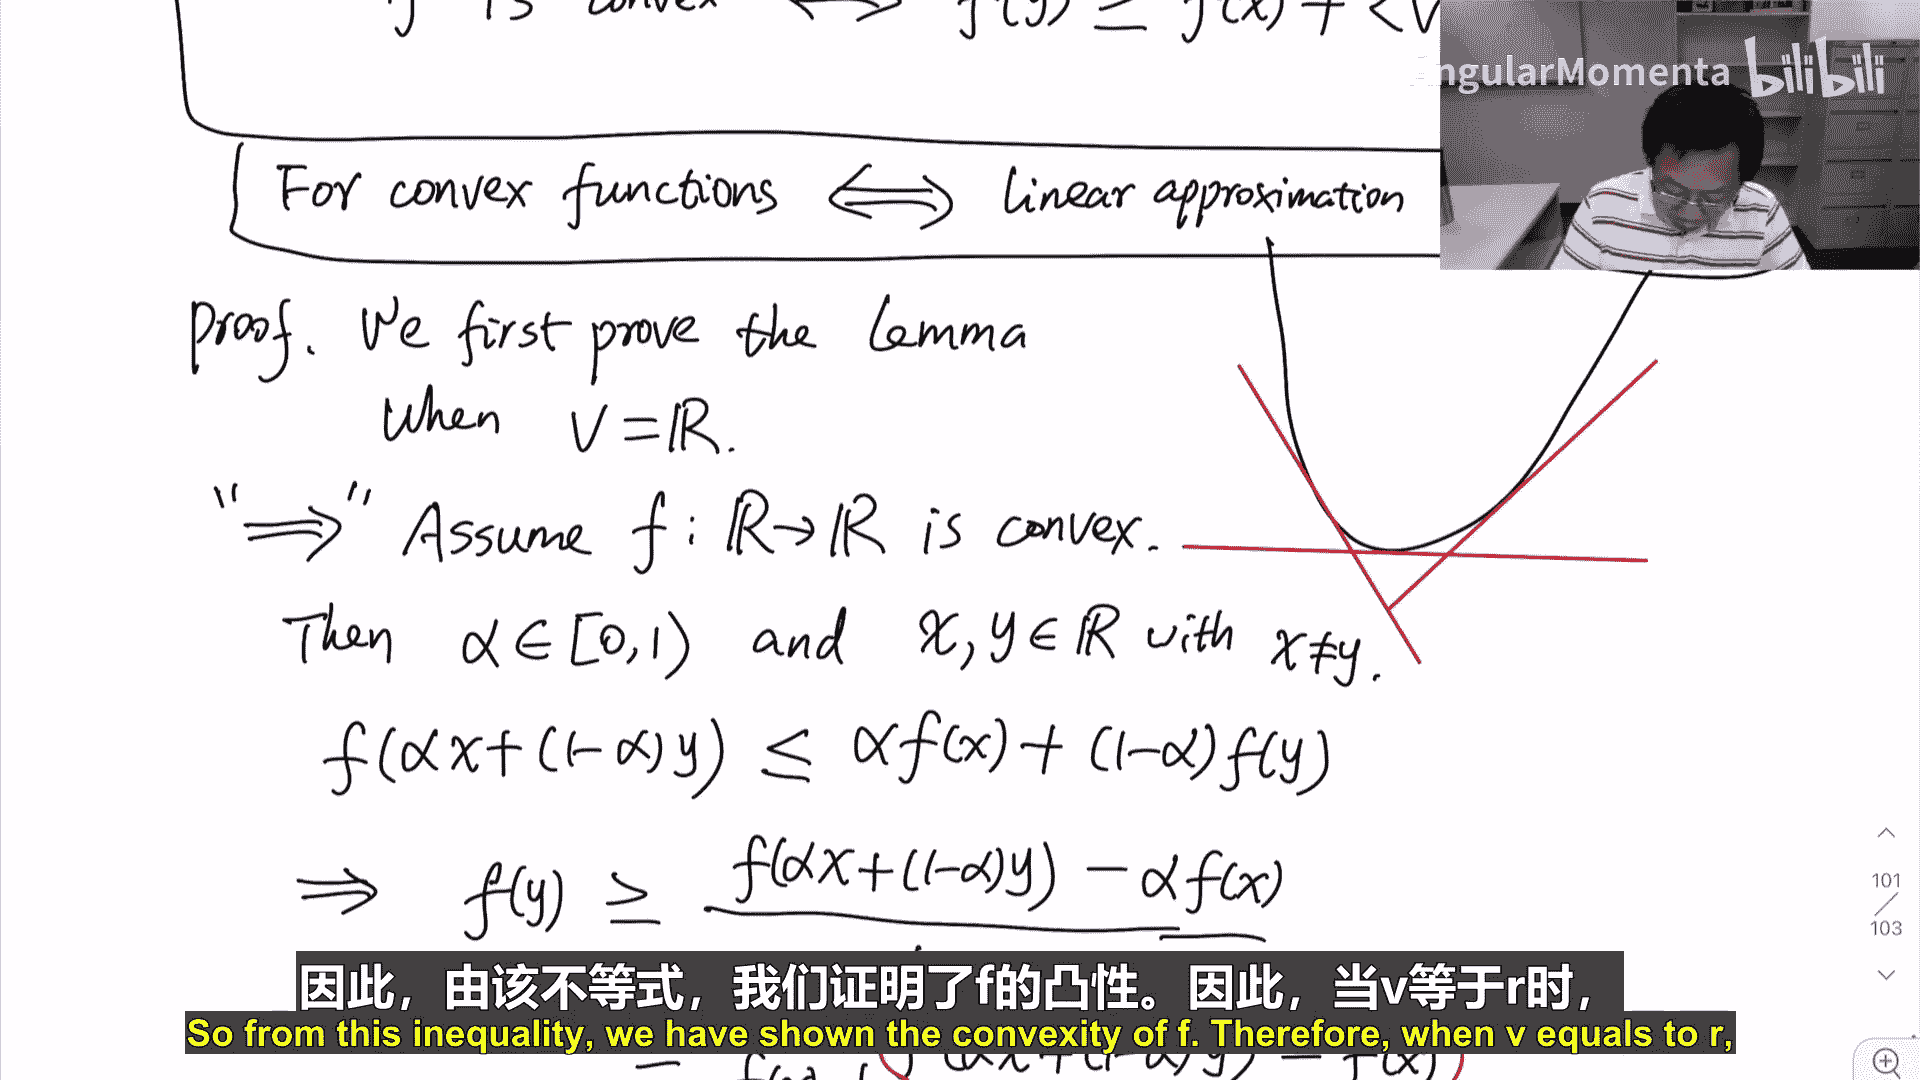 f is convex ⟺ f(y) ≥ f(x) + <V
AngularMomenta bilibili
For convex functions ⟺ linear approximation
Proof. We first prove the Lemma
when V = ℝ.
"⟹" Assume f : ℝ → ℝ is convex.
Then α ∈ [0,1) and x, y ∈ ℝ with x ≠ y.
f(αx + (1-α)y) ≤ αf(x) + (1-α)f(y)
⟹ f(y) ≥ f(αx + (1-α)y) - αf(x)
101
/
103
因此，由该不等式，我们证明了f的凸性。因此，当v等于r时，
So from this inequality, we have shown the convexity of f. Therefore, when v equals to r,